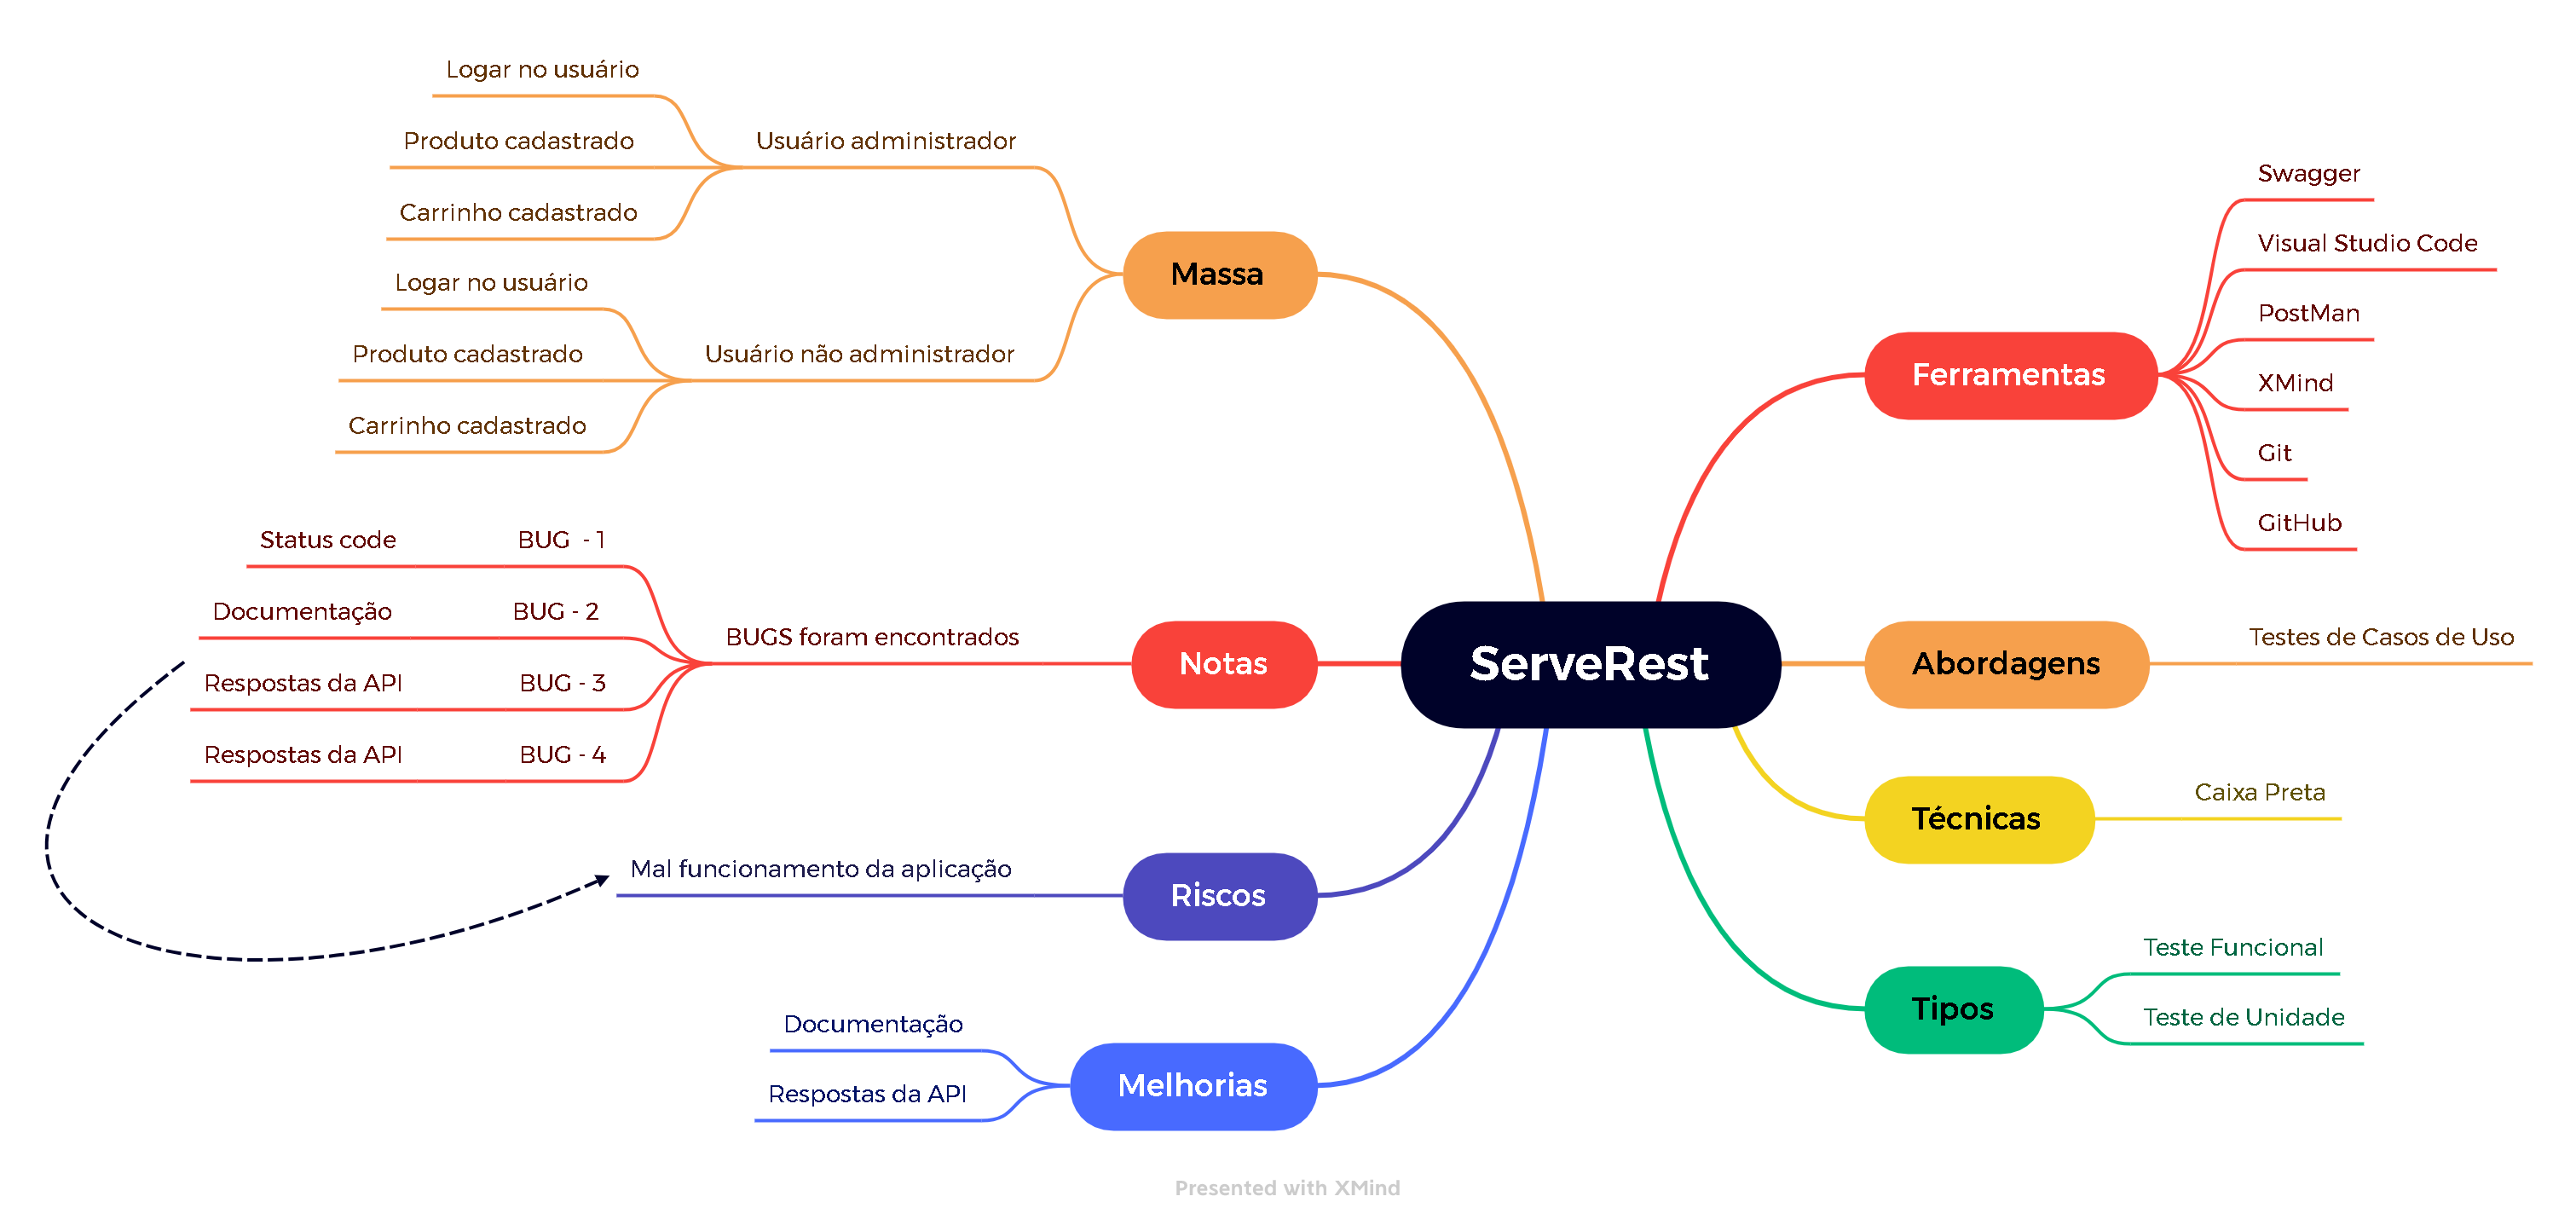 ServeRest
Ferramentas
Swagger
Visual Studio Code
PostMan
XMind
Git
GitHub
Abordagens
Testes de Casos de Uso
Técnicas
Caixa Preta
Tipos
Teste Funcional
Teste de Unidade
Massa
Usuário administrador
Logar no usuário
Produto cadastrado
Carrinho cadastrado
Usuário não administrador
Logar no usuário
Produto cadastrado
Carrinho cadastrado
Notas
BUGS foram encontrados
BUG  - 1
Status code
BUG - 2
Documentação
BUG - 3
Respostas da API
BUG - 4
Respostas da API
Riscos
Mal funcionamento da aplicação
Melhorias
Documentação
Respostas da API
Presented with XMind